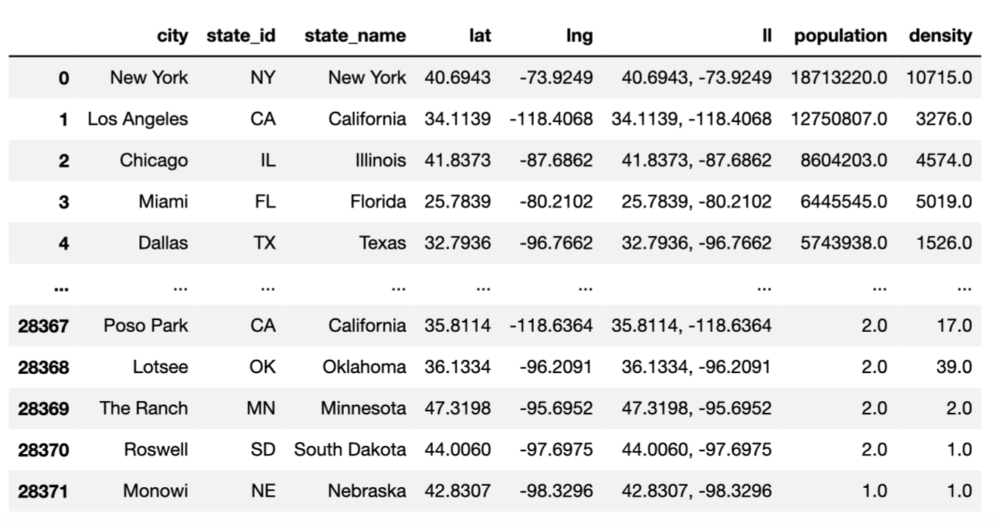 city state_id state_name lat lng ll population density
0 New York NY New York 40.6943 -73.9249 40.6943, -73.9249 18713220.0 10715.0
1 Los Angeles CA California 34.1139 -118.4068 34.1139, -118.4068 12750807.0 3276.0
2 Chicago IL Illinois 41.8373 -87.6862 41.8373, -87.6862 8604203.0 4574.0
3 Miami FL Florida 25.7839 -80.2102 25.7839, -80.2102 6445545.0 5019.0
4 Dallas TX Texas 32.7936 -96.7662 32.7936, -96.7662 5743938.0 1526.0
... ... ... ... ... ... ... ... ...
28367 Poso Park CA California 35.8114 -118.6364 35.8114, -118.6364 2.0 17.0
28368 Lotsee OK Oklahoma 36.1334 -96.2091 36.1334, -96.2091 2.0 39.0
28369 The Ranch MN Minnesota 47.3198 -95.6952 47.3198, -95.6952 2.0 2.0
28370 Roswell SD South Dakota 44.0060 -97.6975 44.0060, -97.6975 2.0 1.0
28371 Monowi NE Nebraska 42.8307 -98.3296 42.8307, -98.3296 1.0 1.0